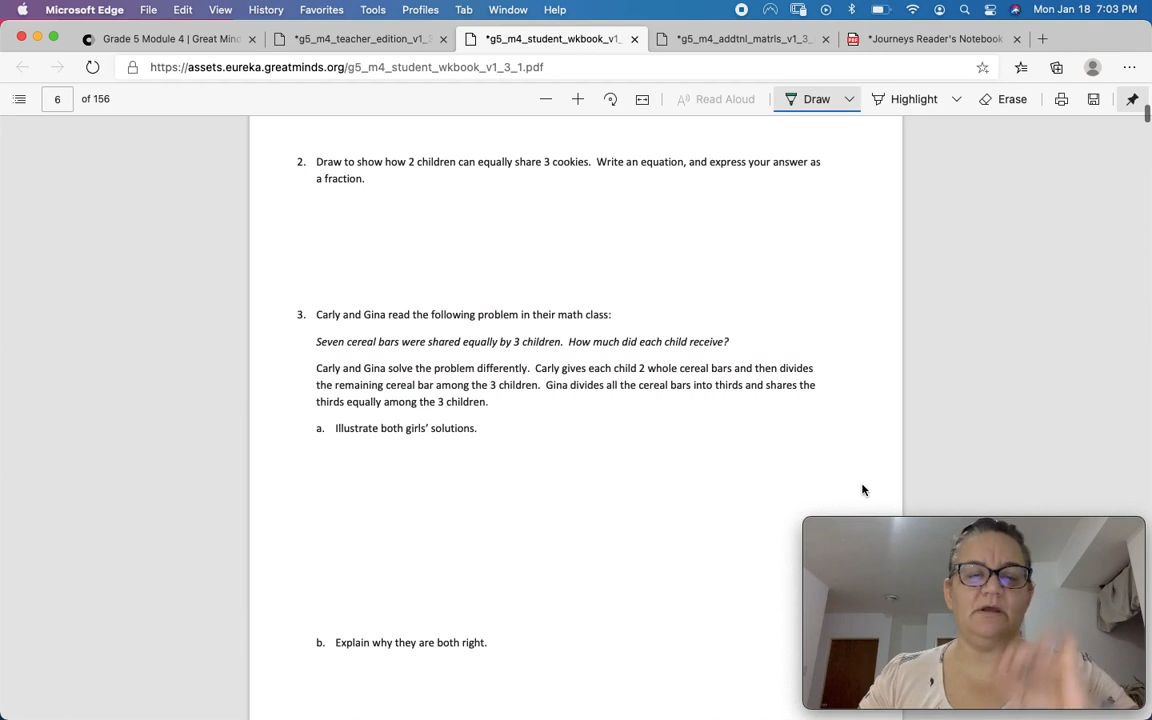 Microsoft Edge File Edit View History Favorites Tools Profiles Tab Window Help Mon Jan 18 7:03 PM
Grade 5 Module 4 | Great Mind *g5_m4_teacher_edition_v1_ *g5_m4_student_wkbook_v1_ *g5_m4_addtnl_matrls_v1_3_ *Journeys Reader's Notebook
https://assets.eureka.greatminds.org/g5_m4_student_wkbook_v1_3_1.pdf
6 of 156 Read Aloud Draw Highlight Erase
2. Draw to show how 2 children can equally share 3 cookies. Write an equation, and express your answer as
a fraction.
3. Carly and Gina read the following problem in their math class:
Seven cereal bars were shared equally by 3 children. How much did each child receive?
Carly and Gina solve the problem differently. Carly gives each child 2 whole cereal bars and then divides
the remaining cereal bar among the 3 children. Gina divides all the cereal bars into thirds and shares the
thirds equally among the 3 children.
a. Illustrate both girls' solutions.
b. Explain why they are both right.